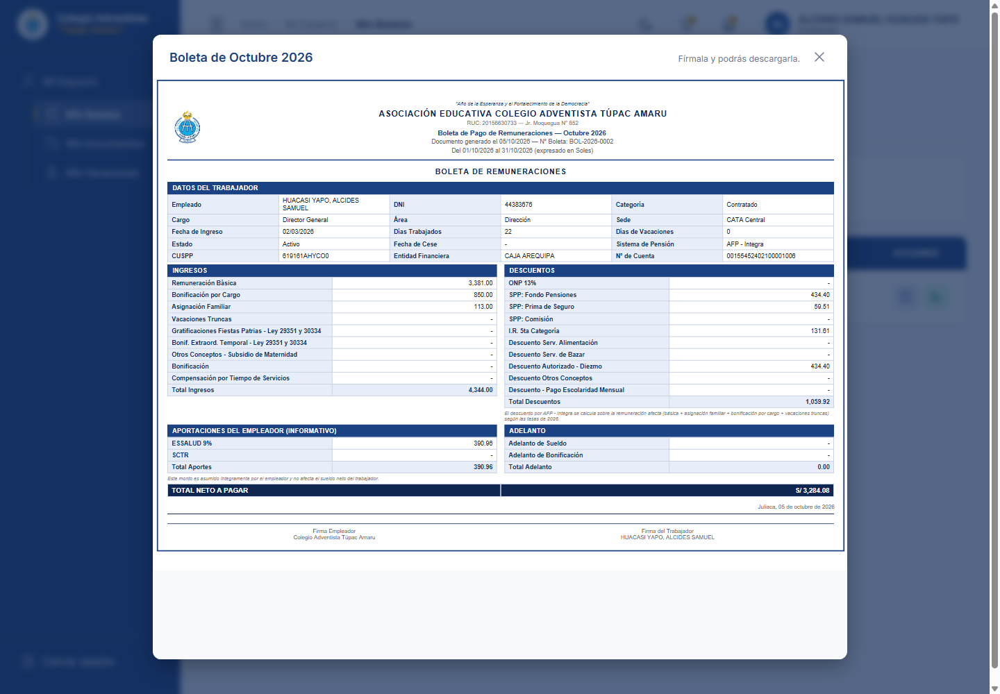 Boleta de Octubre 2026
Fírmala y podrás descargarla.
"Año de la Esperanza y el Fortalecimiento de la Democracia"
ASOCIACIÓN EDUCATIVA COLEGIO ADVENTISTA TÚPAC AMARU
RUC: 20156630733 — Jr. Moquegua N° 852
Boleta de Pago de Remuneraciones — Octubre 2026
Documento generado el 05/10/2026 — N° Boleta: BOL-2026-0002
Del 01/10/2026 al 31/10/2026 (expresado en Soles)
BOLETA DE REMUNERACIONES
DATOS DEL TRABAJADOR
Empleado HUACASI YAPO, ALCIDES SAMUEL DNI 44383676 Categoría Contratado
Cargo Director General Área Dirección Sede CATA Central
Fecha de Ingreso 02/03/2026 Días Trabajados 22 Días de Vacaciones 0
Estado Activo Fecha de Cese - Sistema de Pensión AFP - Integra
CUSPP 619161AHYCO0 Entidad Financiera CAJA AREQUIPA N° de Cuenta 00155452402100001006
INGRESOS
Remuneración Básica 3,381.00
Bonificación por Cargo 850.00
Asignación Familiar 113.00
Vacaciones Truncas -
Gratificaciones Fiestas Patrias - Ley 29351 y 30334 -
Bonif. Extraord. Temporal - Ley 29351 y 30334 -
Otros Conceptos - Subsidio de Maternidad -
Bonificación -
Compensación por Tiempo de Servicios -
Total Ingresos 4,344.00
DESCUENTOS
ONP 13% -
SPP: Fondo Pensiones 434.40
SPP: Prima de Seguro 59.51
SPP: Comisión -
I.R. 5ta Categoría 131.61
Descuento Serv. Alimentación -
Descuento Serv. de Bazar -
Descuento Autorizado - Diezmo 434.40
Descuento Otros Conceptos -
Descuento - Pago Escolaridad Mensual -
Total Descuentos 1,059.92
El descuento por AFP - Integra se calcula sobre la remuneración afecta (básica + asignación familiar + bonificación por cargo + vacaciones truncas)
según las tasas de 2026.
APORTACIONES DEL EMPLEADOR (INFORMATIVO)
ESSALUD 9% 390.96
SCTR -
Total Aportes 390.96
Este monto es asumido íntegramente por el empleador y no afecta el sueldo neto del trabajador.
ADELANTO
Adelanto de Sueldo -
Adelanto de Bonificación -
Total Adelanto 0.00
TOTAL NETO A PAGAR S/ 3,284.08
Juliaca, 05 de octubre de 2026
Firma Empleador
Colegio Adventista Túpac Amaru
Firma del Trabajador
HUACASI YAPO, ALCIDES SAMUEL